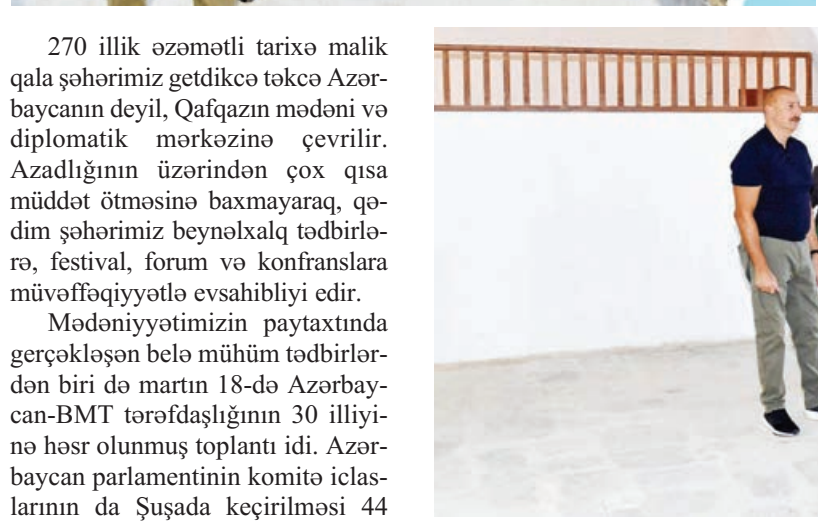 270 illik əzəmətli tarixə malik
qala şəhərimiz getdikcə təkcə Azər-
baycanın deyil, Qafqazın mədəni və
diplomatik mərkəzinə çevrilir.
Azadlığının üzərindən çox qısa
müddət ötməsinə baxmayaraq, qə-
dim şəhərimiz beynəlxalq tədbirlə-
rə, festival, forum və konfranslara
müvəffəqiyyətlə evsahibliyi edir.
Mədəniyyətimizin paytaxtında
gerçəkləşən belə mühüm tədbirlər-
dən biri də martın 18-də Azərbay-
can-BMT tərəfdaşlığının 30 illiyi-
nə həsr olunmuş toplantı idi. Azər-
baycan parlamentinin komitə iclas-
larının da Şuşada keçirilməsi 44